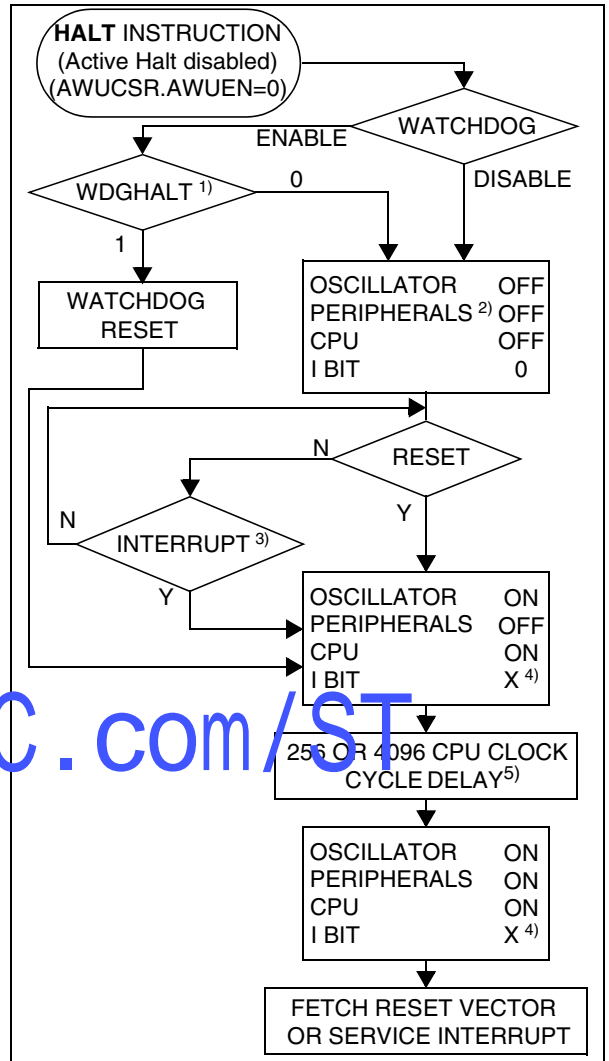 HALT INSTRUCTION
(Active Halt disabled)
(AWUCSR.AWUEN=0)
WATCHDOG
ENABLE
DISABLE
WDGHALT 1)
0
1
WATCHDOG
RESET
OSCILLATOR OFF
PERIPHERALS 2) OFF
CPU OFF
I BIT 0
RESET
N
Y
INTERRUPT 3)
N
Y
OSCILLATOR ON
PERIPHERALS OFF
CPU ON
I BIT X 4)
C.com/ST
256 OR 4096 CPU CLOCK
CYCLE DELAY5)
OSCILLATOR ON
PERIPHERALS ON
CPU ON
I BIT X 4)
FETCH RESET VECTOR
OR SERVICE INTERRUPT